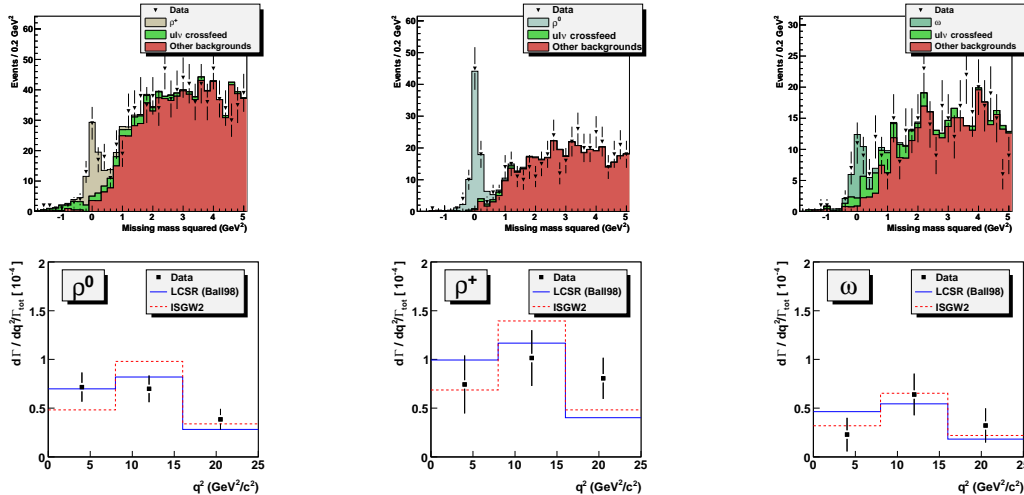 Events / 0.2 GeV²
60
50
40
30
20
10
0
-1 0 1 2 3 4 5
Missing mass squared (GeV²)
Data
ρ⁺
ulν crossfeed
Other backgrounds
Events / 0.2 GeV²
60
50
40
30
20
10
0
-1 0 1 2 3 4 5
Missing mass squared (GeV²)
Data
ρ⁰
ulν crossfeed
Other backgrounds
Events / 0.2 GeV²
30
25
20
15
10
5
0
-1 0 1 2 3 4 5
Missing mass squared (GeV²)
Data
ω
ulν crossfeed
Other backgrounds
dΓ / dq²/Γtot [ 10⁻⁴]
2
1.5
1
0.5
0
0 5 10 15 20 25
q² (GeV²/c²)
ρ⁰
Data
LCSR (Ball98)
ISGW2
dΓ / dq²/Γtot [ 10⁻⁴]
2
1.5
1
0.5
0
0 5 10 15 20 25
q² (GeV²/c²)
ρ⁺
Data
LCSR (Ball98)
ISGW2
dΓ / dq²/Γtot [ 10⁻⁴]
2
1.5
1
0.5
0
0 5 10 15 20 25
q² (GeV²/c²)
ω
Data
LCSR (Ball98)
ISGW2